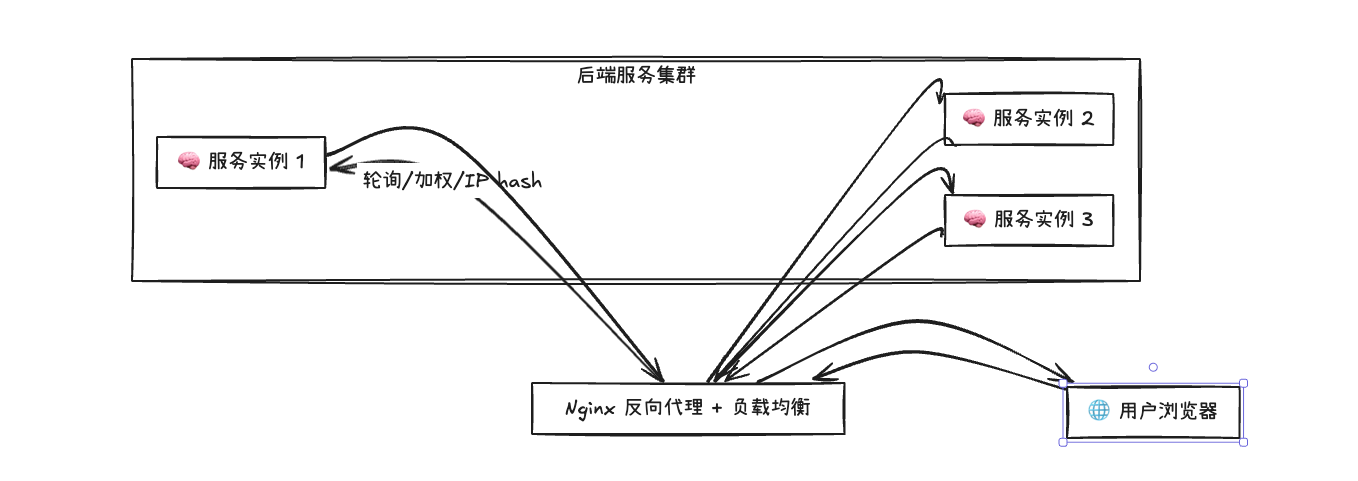 后端服务集群
服务实例 1
轮询/加权/IP hash
服务实例 2
服务实例 3
Nginx 反向代理 + 负载均衡
用户浏览器